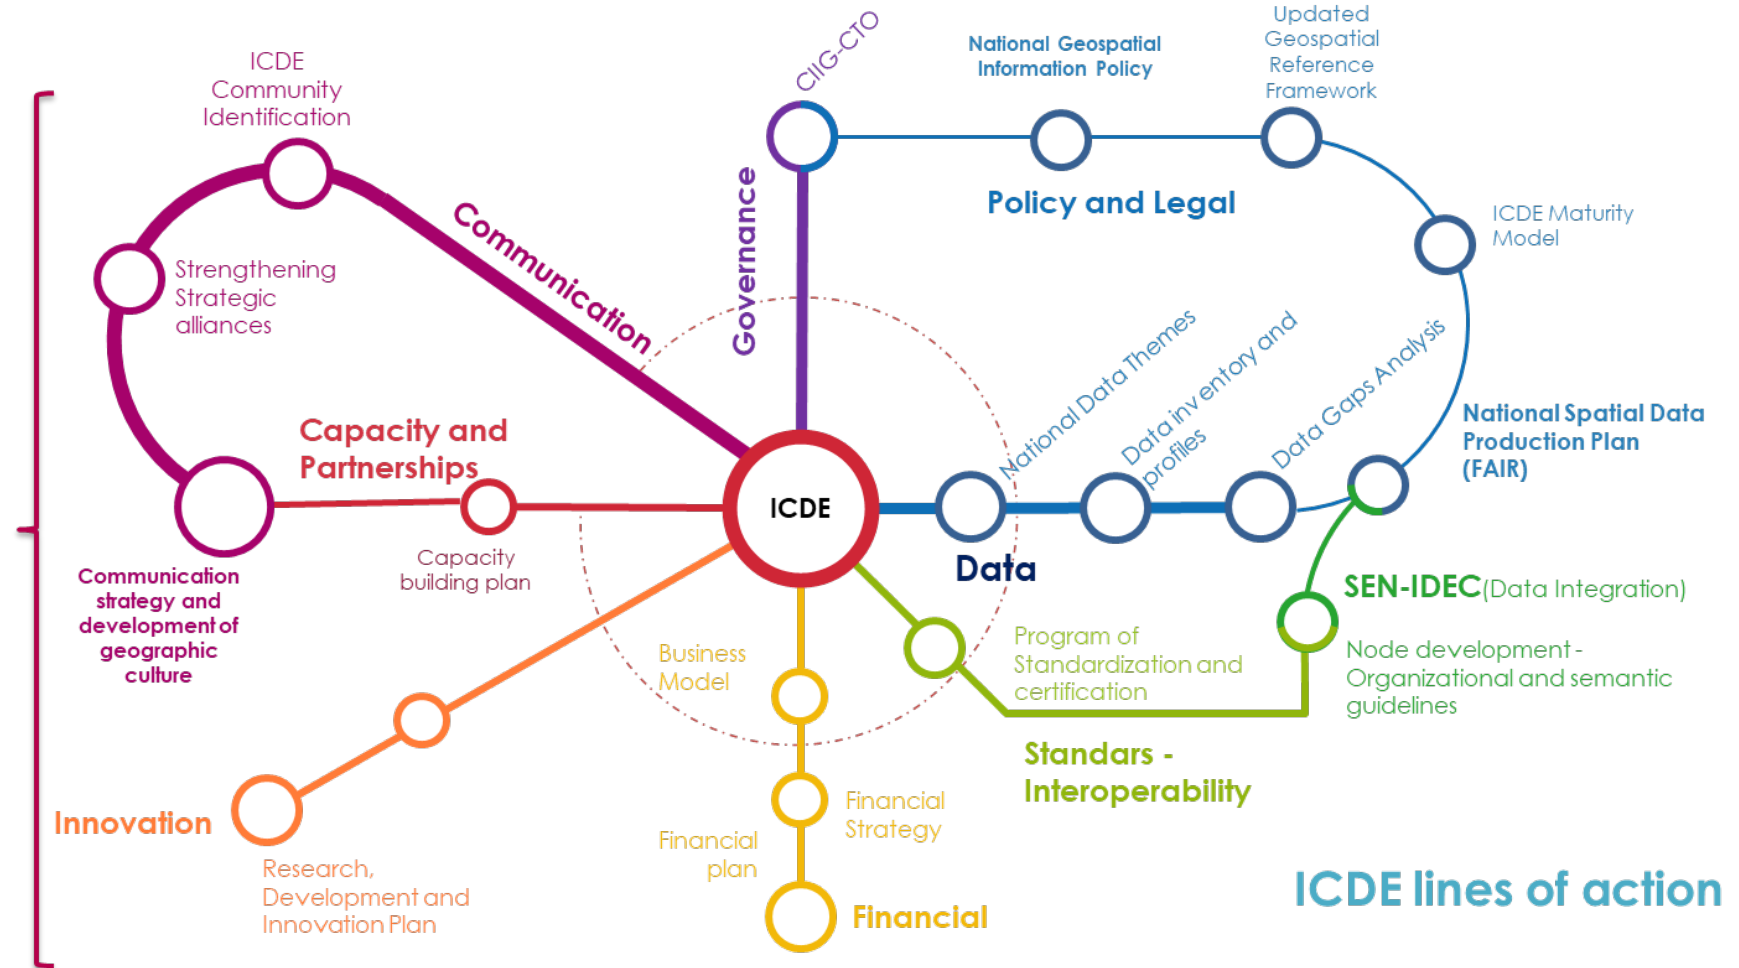 ICDE
Community
Identification
CIIG-CTO
National Geospatial
Information Policy
Updated
Geospatial
Reference
Framework
Communication
Governance
Policy and Legal
ICDE Maturity
Model
Strengthening
Strategic
alliances
National Data Themes
Data inventory and
profiles
Data Gaps Analysis
National Spatial Data
Production Plan
(FAIR)
Capacity and
Partnerships
ICDE
Capacity
building plan
Data
Communication
strategy and
development of
geographic
culture
SEN-IDEC(Data Integration)
Business
Model
Program of
Standardization and
certification
Node development -
Organizational and semantic
guidelines
Standars -
Interoperability
Innovation
Financial
Strategy
Financial
plan
Research,
Development and
Innovation Plan
Financial
ICDE lines of action